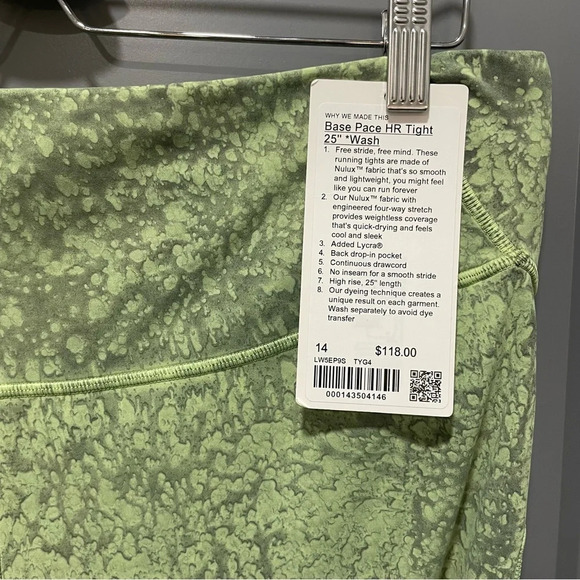 WHY WE MADE THIS
Base Pace HR Tight
25" *Wash
1. Free stride, free mind. These
running tights are made of
Nulux™ fabric that's so smooth
and lightweight, you might feel
like you can run forever
2. Our Nulux™ fabric with
engineered four-way stretch
provides weightless coverage
that's quick-drying and feels
cool and sleek
3. Added Lycra®
4. Back drop-in pocket
5. Continuous drawcord
6. No inseam for a smooth stride
7. High rise, 25" length
8. Our dyeing technique creates a
unique result on each garment.
Wash separately to avoid dye
transfer
14 $118.00
LW5EP9S TYG4
000143504146